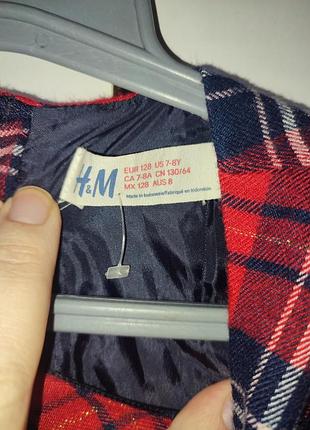 H&M
EUR 128 US 7-8Y
CA 7-8A CN 130/64
MX 128 AUS 8
Made in Indonesia/Fabriqué en Indonésie